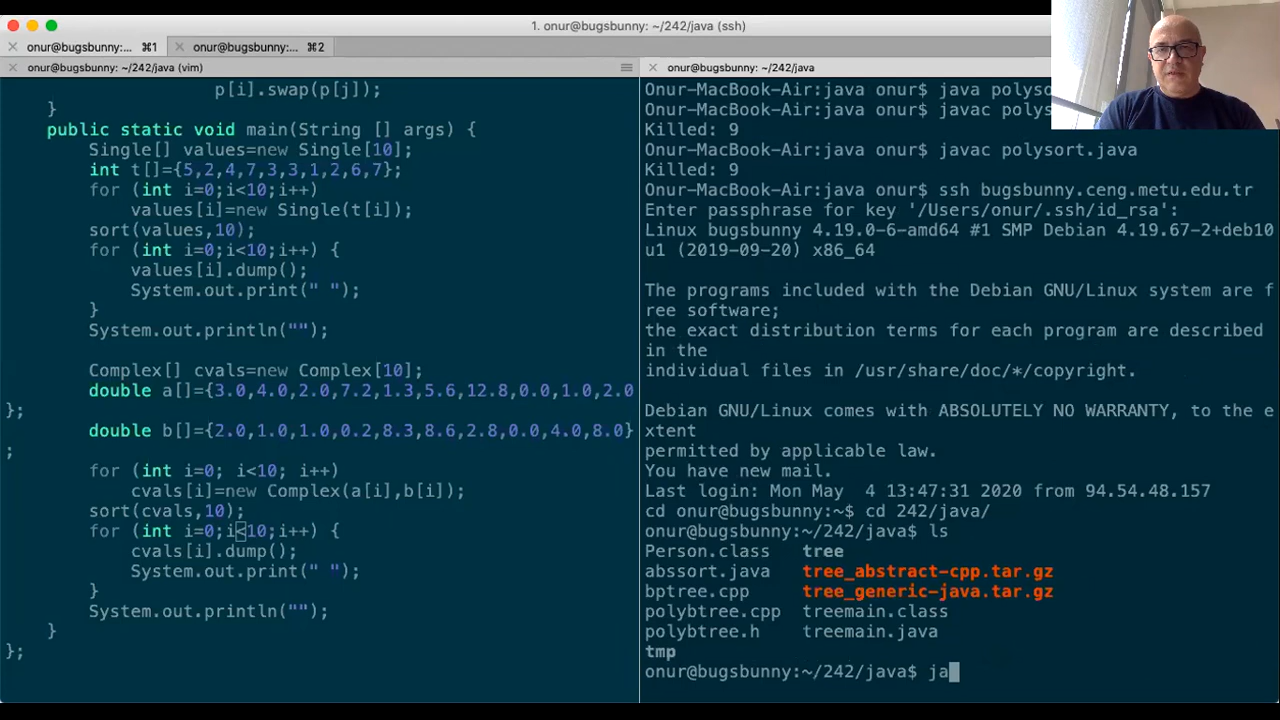 1. onur@bugsbunny: ~/242/java (ssh)
onur@bugsbunny:... ⌘1
onur@bugsbunny: ~/... ⌘2
onur@bugsbunny: ~/242/java (vim)
p[i].swap(p[j]);
}
public static void main(String [] args) {
Single[] values=new Single[10];
int t[]={5,2,4,7,3,3,1,2,6,7};
for (int i=0;i<10;i++)
values[i]=new Single(t[i]);
sort(values,10);
for (int i=0;i<10;i++) {
values[i].dump();
System.out.print(" ");
}
System.out.println("");
Complex[] cvals=new Complex[10];
double a[]={3.0,4.0,2.0,7.2,1.3,5.6,12.8,0.0,1.0,2.0
};
double b[]={2.0,1.0,1.0,0.2,8.3,8.6,2.8,0.0,4.0,8.0}
;
for (int i=0; i<10; i++)
cvals[i]=new Complex(a[i],b[i]);
sort(cvals,10);
for (int i=0;i<10;i++) {
cvals[i].dump();
System.out.print(" ");
}
System.out.println("");
}
};
onur@bugsbunny: ~/242/java
Onur-MacBook-Air:java onur$ java polyso
Onur-MacBook-Air:java onur$ javac polys
Killed: 9
Onur-MacBook-Air:java onur$ javac polysort.java
Killed: 9
Onur-MacBook-Air:java onur$ ssh bugsbunny.ceng.metu.edu.tr
Enter passphrase for key '/Users/onur/.ssh/id_rsa':
Linux bugsbunny 4.19.0-6-amd64 #1 SMP Debian 4.19.67-2+deb10
u1 (2019-09-20) x86_64
The programs included with the Debian GNU/Linux system are f
ree software;
the exact distribution terms for each program are described
in the
individual files in /usr/share/doc/*/copyright.
Debian GNU/Linux comes with ABSOLUTELY NO WARRANTY, to the e
xtent
permitted by applicable law.
You have new mail.
Last login: Mon May  4 13:47:31 2020 from 94.54.48.157
cd onur@bugsbunny:~$ cd 242/java/
onur@bugsbunny:~/242/java$ ls
Person.class tree
abssort.java tree_abstract-cpp.tar.gz
bptree.cpp tree_generic-java.tar.gz
polybtree.cpp treemain.class
polybtree.h treemain.java
tmp
onur@bugsbunny:~/242/java$ ja